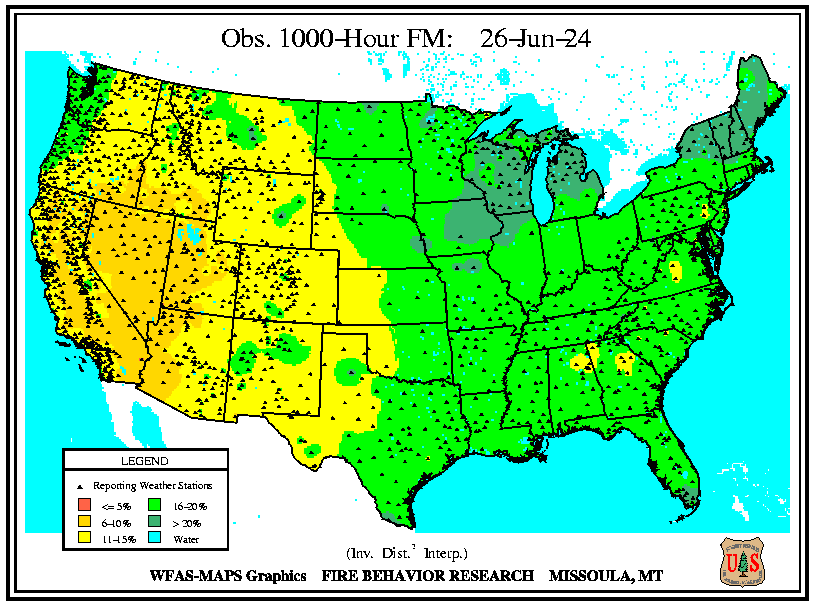 Obs. 1000-Hour FM: 26-Jun-24
LEGEND
Reporting Weather Stations
<= 5%
16-20%
6-10%
> 20%
11-15%
Water
(Inv. Dist.² Interp.)
WFAS-MAPS Graphics FIRE BEHAVIOR RESEARCH MISSOULA, MT
U S